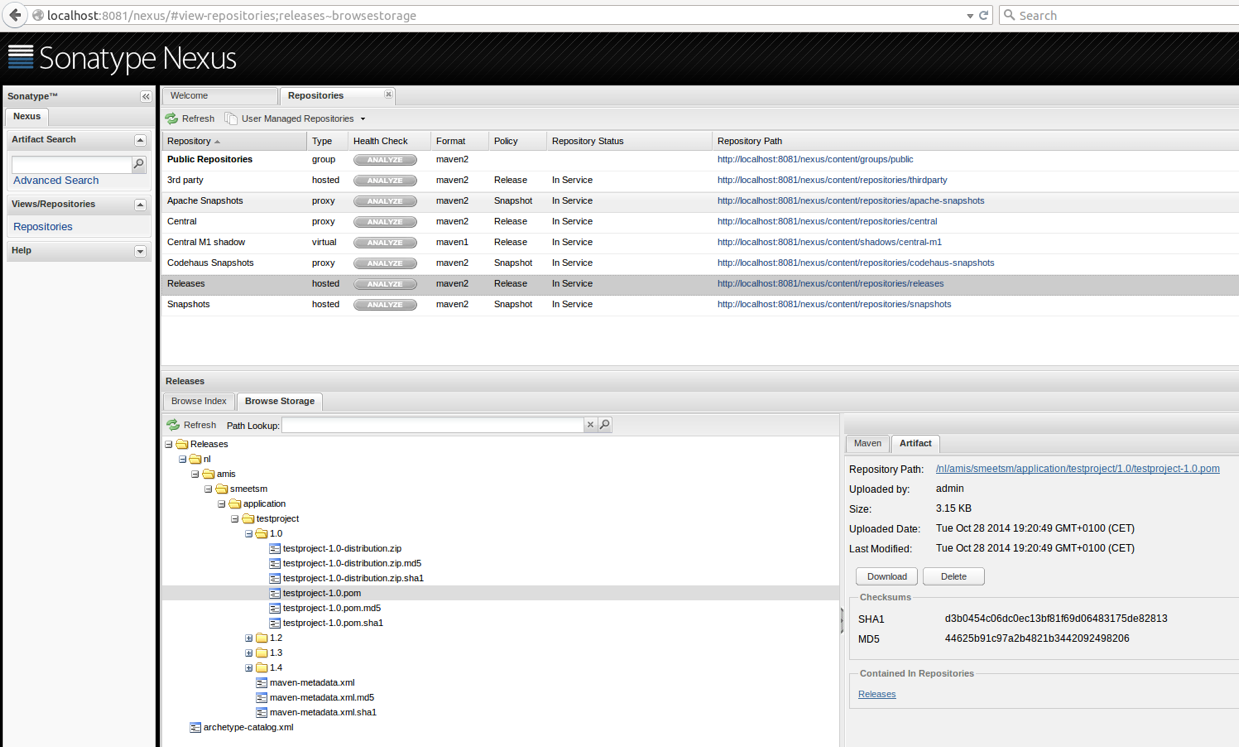 localhost:8081/nexus/#view-repositories;releases~browsestorage
Search
Sonatype Nexus
Sonatype™
Nexus
Artifact Search
Advanced Search
Views/Repositories
Repositories
Help
Welcome
Repositories
Refresh
User Managed Repositories
Repository Type Health Check Format Policy Repository Status Repository Path
Public Repositories group ANALYZE maven2 http://localhost:8081/nexus/content/groups/public
3rd party hosted ANALYZE maven2 Release In Service http://localhost:8081/nexus/content/repositories/thirdparty
Apache Snapshots proxy ANALYZE maven2 Snapshot In Service http://localhost:8081/nexus/content/repositories/apache-snapshots
Central proxy ANALYZE maven2 Release In Service http://localhost:8081/nexus/content/repositories/central
Central M1 shadow virtual ANALYZE maven1 Release In Service http://localhost:8081/nexus/content/shadows/central-m1
Codehaus Snapshots proxy ANALYZE maven2 Snapshot In Service http://localhost:8081/nexus/content/repositories/codehaus-snapshots
Releases hosted ANALYZE maven2 Release In Service http://localhost:8081/nexus/content/repositories/releases
Snapshots hosted ANALYZE maven2 Snapshot In Service http://localhost:8081/nexus/content/repositories/snapshots
Releases
Browse Index
Browse Storage
Refresh
Path Lookup:
Releases
nl
amis
smeetsm
application
testproject
1.0
testproject-1.0-distribution.zip
testproject-1.0-distribution.zip.md5
testproject-1.0-distribution.zip.sha1
testproject-1.0.pom
testproject-1.0.pom.md5
testproject-1.0.pom.sha1
1.2
1.3
1.4
maven-metadata.xml
maven-metadata.xml.md5
maven-metadata.xml.sha1
archetype-catalog.xml
Maven
Artifact
Repository Path: /nl/amis/smeetsm/application/testproject/1.0/testproject-1.0.pom
Uploaded by: admin
Size: 3.15 KB
Uploaded Date: Tue Oct 28 2014 19:20:49 GMT+0100 (CET)
Last Modified: Tue Oct 28 2014 19:20:49 GMT+0100 (CET)
Download
Delete
Checksums
SHA1 d3b0454c06dc0ec13bf81f69d06483175de82813
MD5 44625b91c97a2b4821b3442092498206
Contained In Repositories
Releases